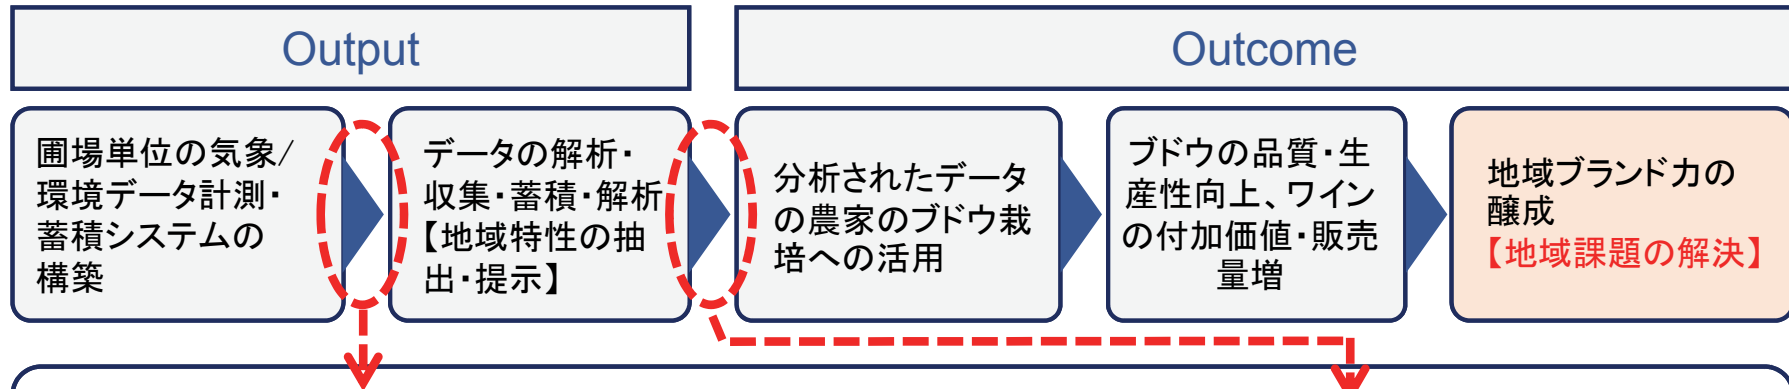 Output
Outcome
圃場単位の気象/
環境データ計測・
蓄積システムの
構築
データの解析・
収集・蓄積・解析
【地域特性の抽
出・提示】
分析されたデータ
の農家のブドウ栽
培への活用
ブドウの品質・生
産性向上、ワイン
の付加価値・販売
量増
地域ブランド力の
醸成
【地域課題の解決】